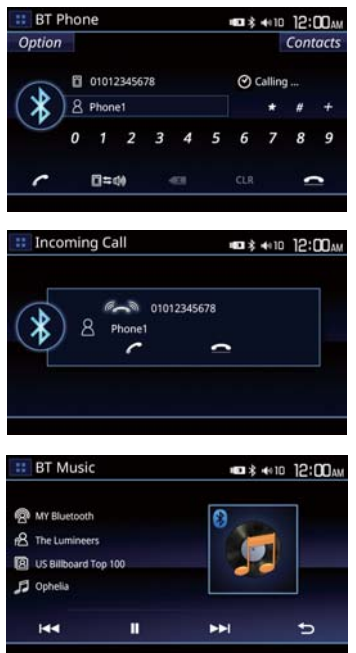 BT Phone 10 12:00AM
Option Contacts
01012345678 Calling ...
Phone1 * # +
0 1 2 3 4 5 6 7 8 9
CLR
Incoming Call 10 12:00AM
01012345678
Phone1
BT Music 10 12:00AM
MY Bluetooth
The Lumineers
US Billboard Top 100
Ophelia